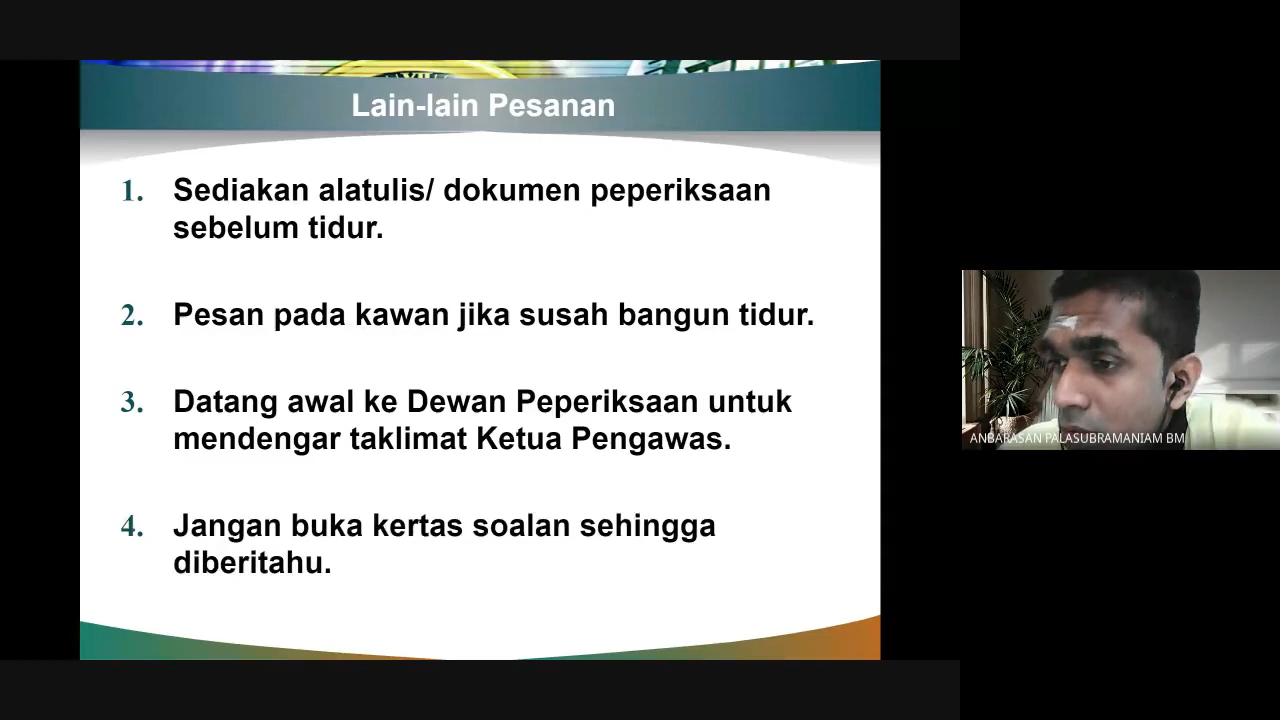 Lain-lain Pesanan
1. Sediakan alatulis/ dokumen peperiksaan
sebelum tidur.
2. Pesan pada kawan jika susah bangun tidur.
3. Datang awal ke Dewan Peperiksaan untuk
mendengar taklimat Ketua Pengawas.
4. Jangan buka kertas soalan sehingga
diberitahu.
ANBARASAN PALASUBRAMANIAM BM